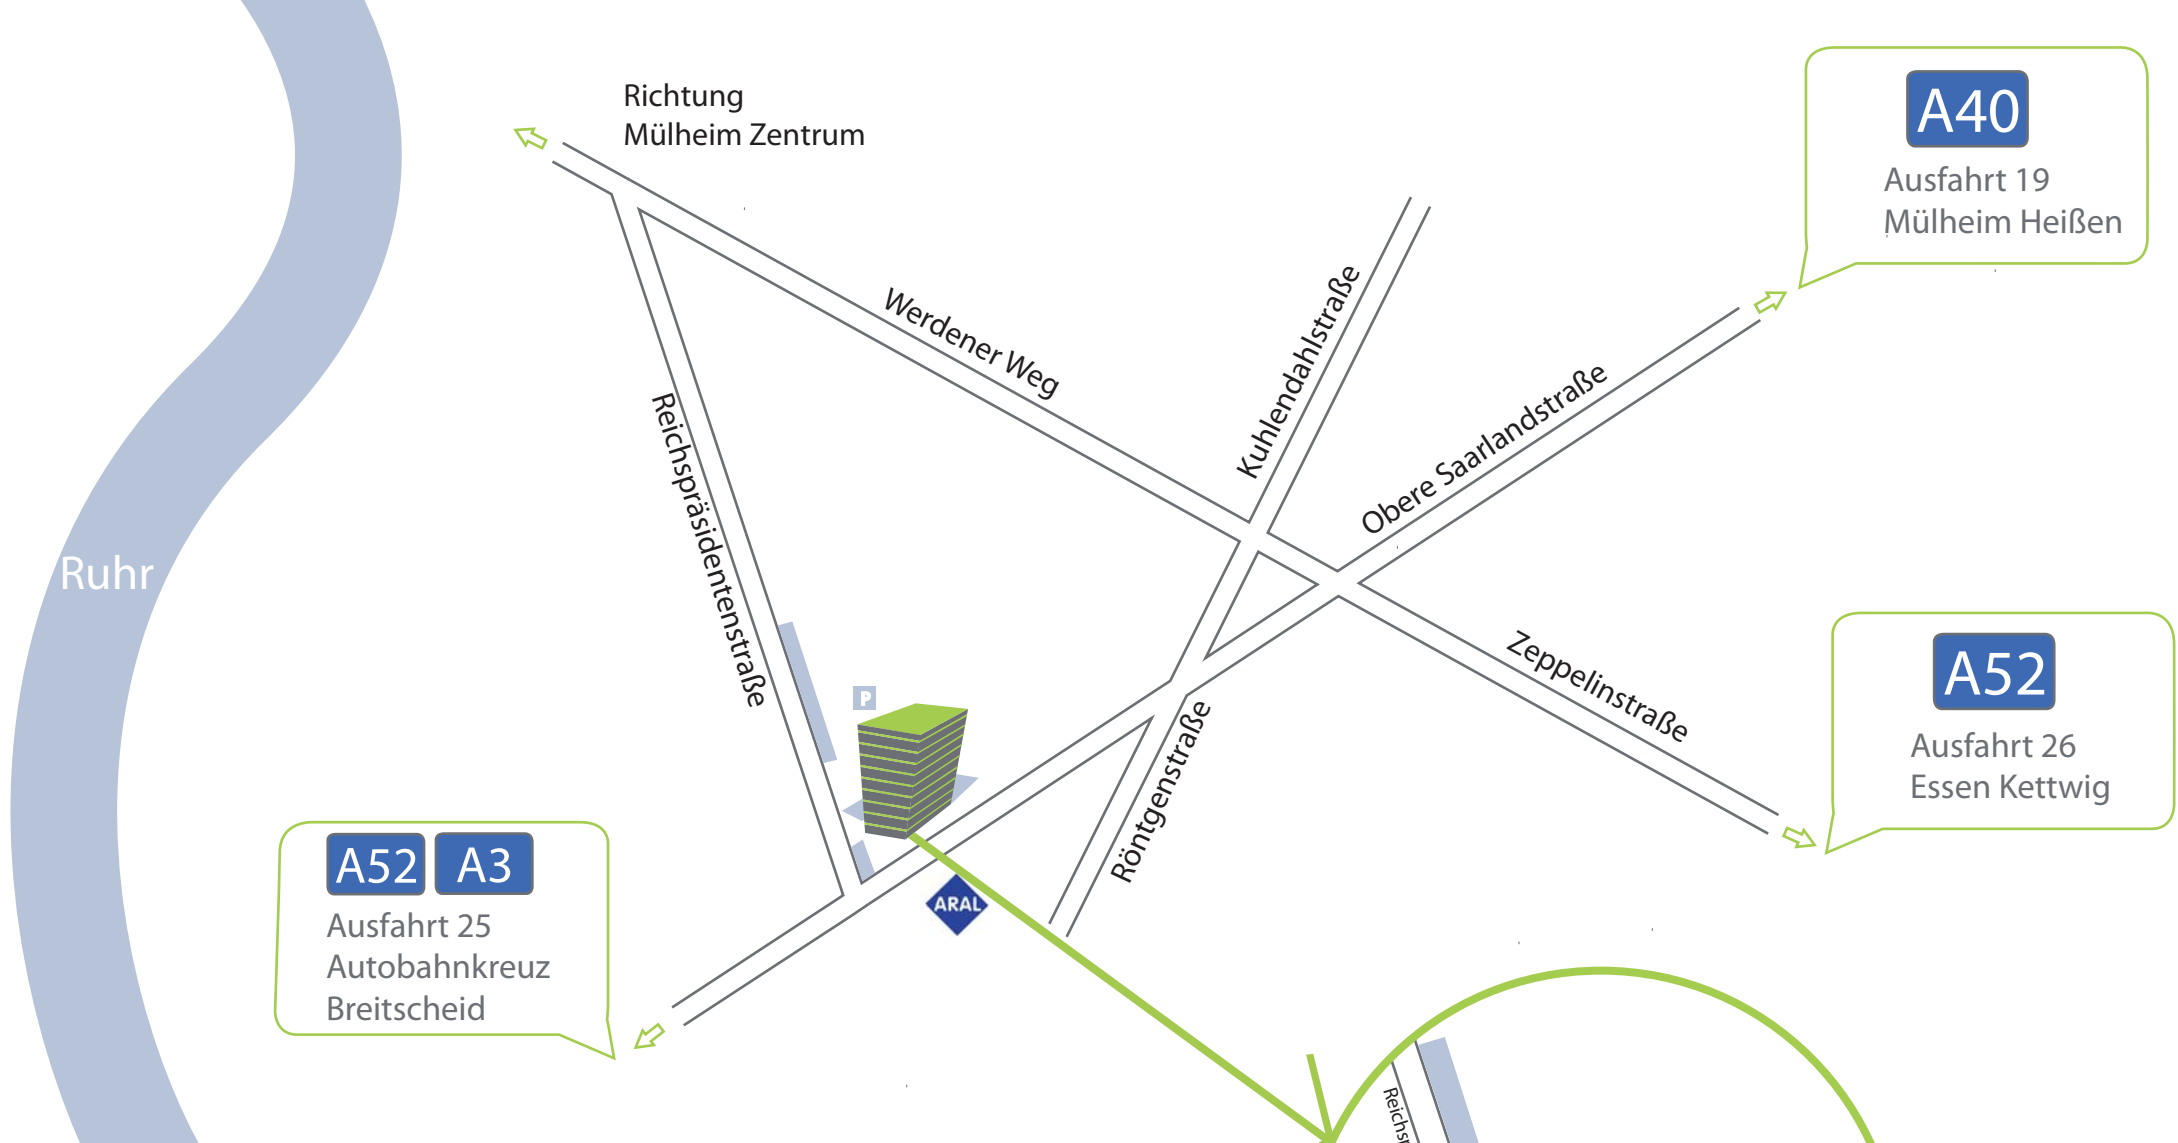 Richtung
Mülheim Zentrum
A40
Ausfahrt 19
Mülheim Heißen
Werdener Weg
Kuhlendahlstraße
Obere Saarlandstraße
Reichspräsidentenstraße
Ruhr
Zeppelinstraße
A52
Ausfahrt 26
Essen Kettwig
P
Röntgenstraße
A52 A3
Ausfahrt 25
Autobahnkreuz
Breitscheid
ARAL